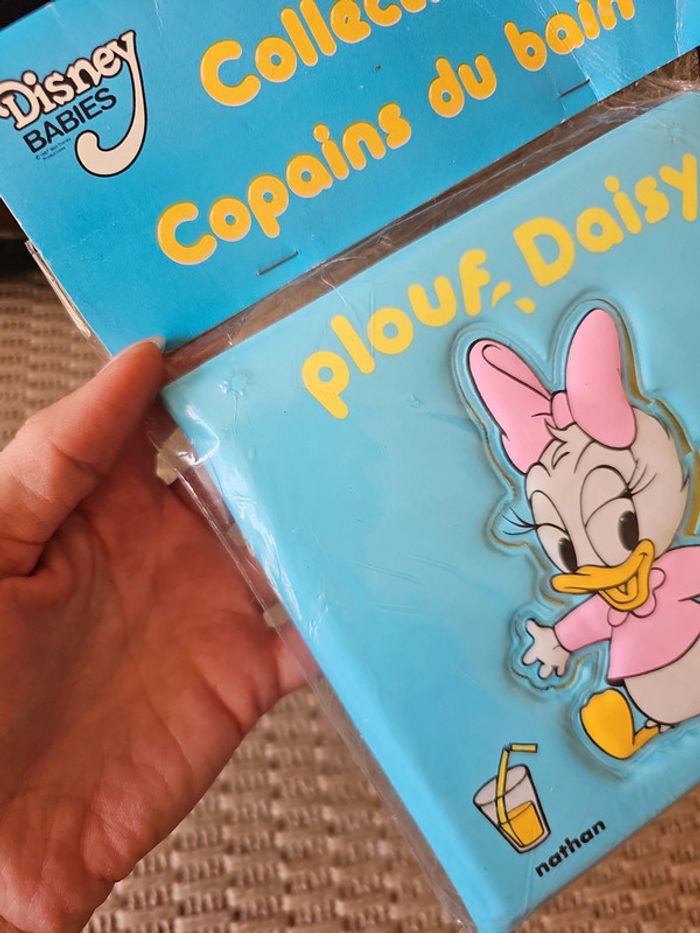 Disney
BABIES
Collec
Copains du bain
plouf, Daisy
nathan